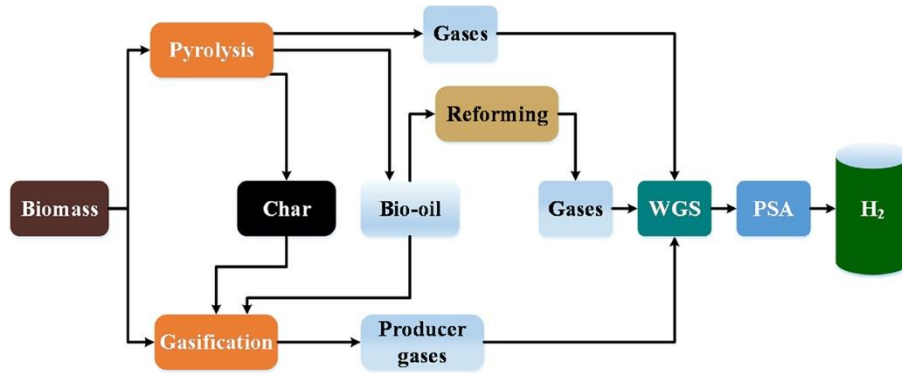 Pyrolysis
Gases
Reforming
Biomass
Char
Bio-oil
Gases
WGS
PSA
H₂
Gasification
Producer
gases